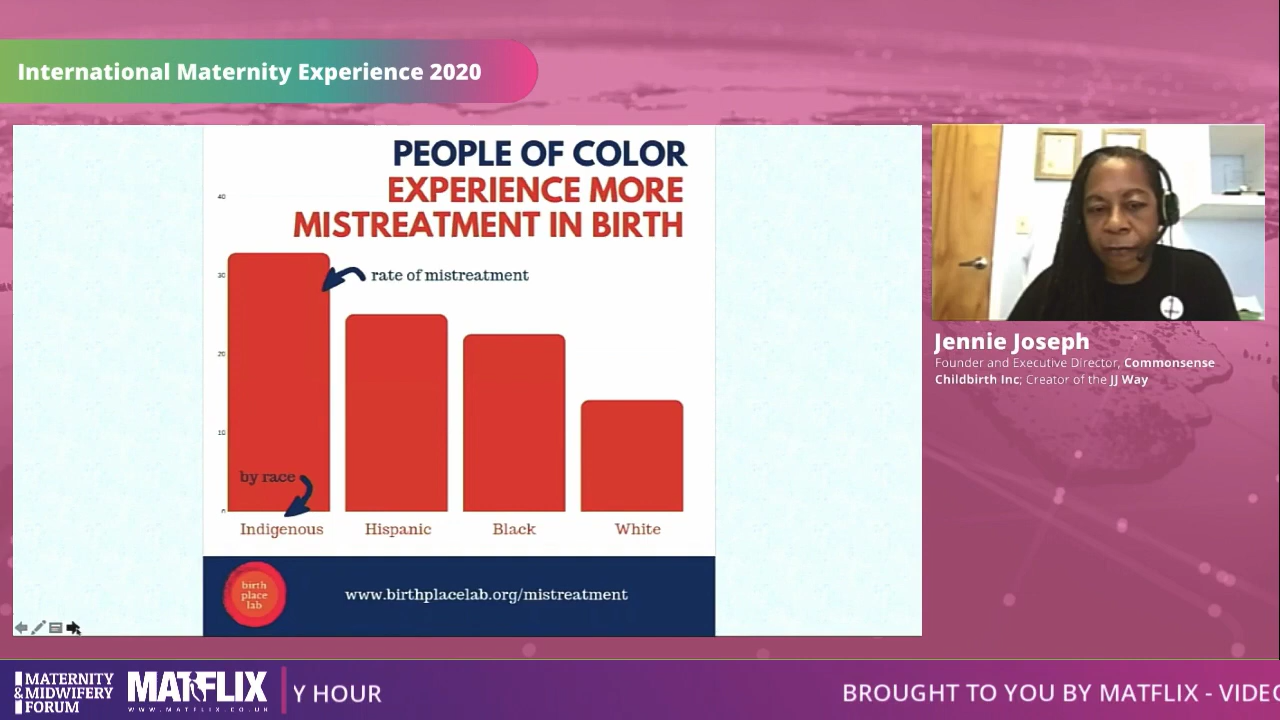 International Maternity Experience 2020
PEOPLE OF COLOR
EXPERIENCE MORE
MISTREATMENT IN BIRTH
40
30
20
10
0
rate of mistreatment
by race
Indigenous
Hispanic
Black
White
birth
place
lab
www.birthplacelab.org/mistreatment
Jennie Joseph
Founder and Executive Director, Commonsense
Childbirth Inc; Creator of the JJ Way
MATERNITY
& MIDWIFERY
FORUM
MATFLIX
WWW.MATFLIX.CO.UK
Y HOUR
BROUGHT TO YOU BY MATFLIX - VIDEO